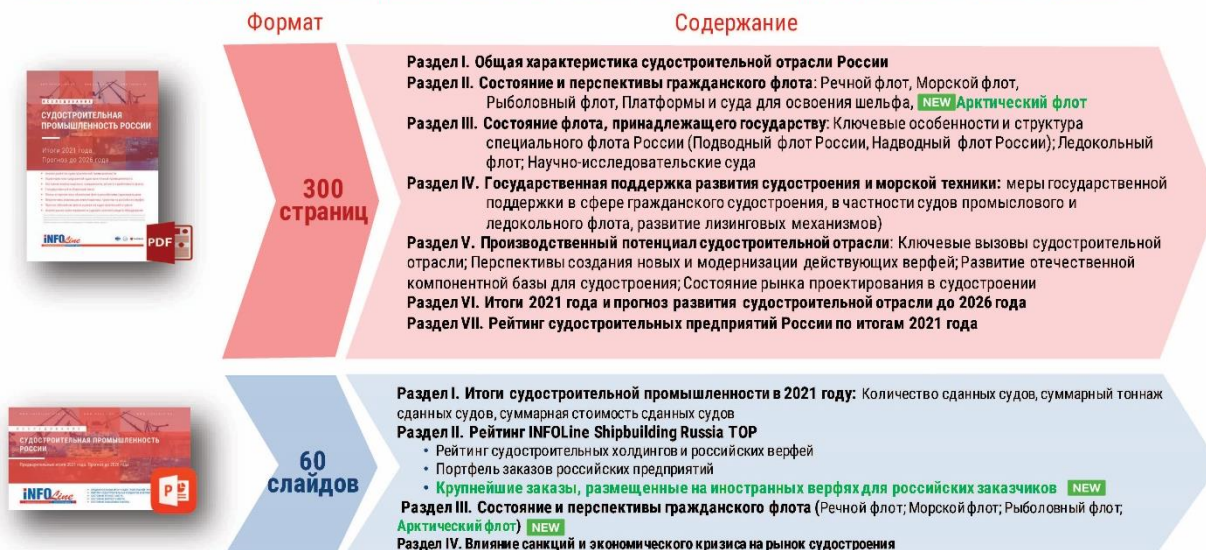 Формат
Содержание
ИССЛЕДОВАНИЕ
СУДОСТРОИТЕЛЬНАЯ
ПРОМЫШЛЕННОСТЬ РОССИИ
Итоги 2021 года
Прогноз до 2026 года
INFOLine
PDF
300
страниц
Раздел I. Общая характеристика судостроительной отрасли России
Раздел II. Состояние и перспективы гражданского флота: Речной флот, Морской флот,
Рыболовный флот, Платформы и суда для освоения шельфа, NEW Арктический флот
Раздел III. Состояние флота, принадлежащего государству: Ключевые особенности и структура
специального флота России (Подводный флот России, Надводный флот России); Ледокольный
флот; Научно-исследовательские суда
Раздел IV. Государственная поддержка развития судостроения и морской техники: меры государственной
поддержки в сфере гражданского судостроения, в частности судов промыслового и
ледокольного флота, развитие лизинговых механизмов)
Раздел V. Производственный потенциал судостроительной отрасли: Ключевые вызовы судостроительной
отрасли; Перспективы создания новых и модернизации действующих верфей; Развитие отечественной
компонентной базы для судостроения; Состояние рынка проектирования в судостроении
Раздел VI. Итоги 2021 года и прогноз развития судостроительной отрасли до 2026 года
Раздел VII. Рейтинг судостроительных предприятий России по итогам 2021 года
СУДОСТРОИТЕЛЬНАЯ ПРОМЫШЛЕННОСТЬ
РОССИИ
INFOLine
P
60
слайдов
Раздел I. Итоги судостроительной промышленности в 2021 году: Количество сданных судов, суммарный тоннаж
сданных судов, суммарная стоимость сданных судов
Раздел II. Рейтинг INFOLine Shipbuilding Russia TOP
• Рейтинг судостроительных холдингов и российских верфей
• Портфель заказов российских предприятий
• Крупнейшие заказы, размещенные на иностранных верфях для российских заказчиков NEW
Раздел III. Состояние и перспективы гражданского флота (Речной флот; Морской флот; Рыболовный флот;
Арктический флот) NEW
Раздел IV. Влияние санкций и экономического кризиса на рынок судостроения